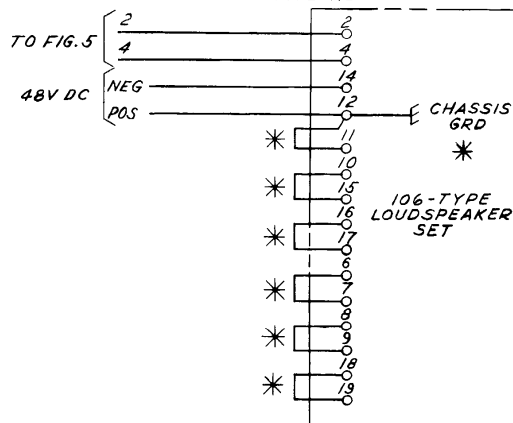 2
2
TO FIG. 5
4
4
14
48V DC
NEG
12
POS
CHASSIS
GRD
*
* 11
10
* 15
106-TYPE
LOUDSPEAKER
SET
16
* 17
6
* 7
8
* 9
18
* 19